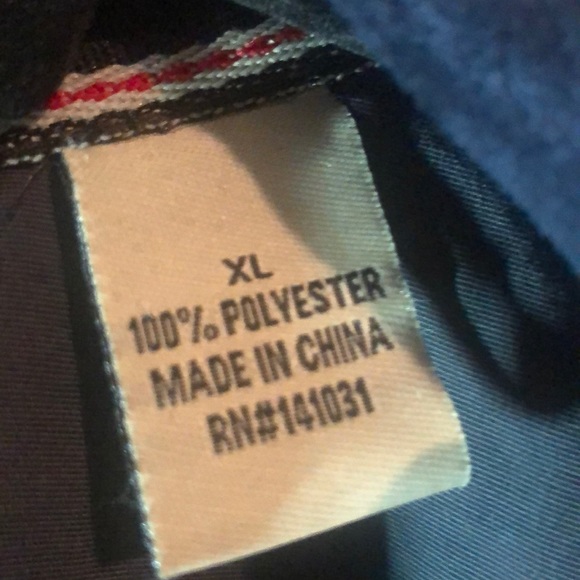 XL
100% POLYESTER
MADE IN CHINA
RN#141031